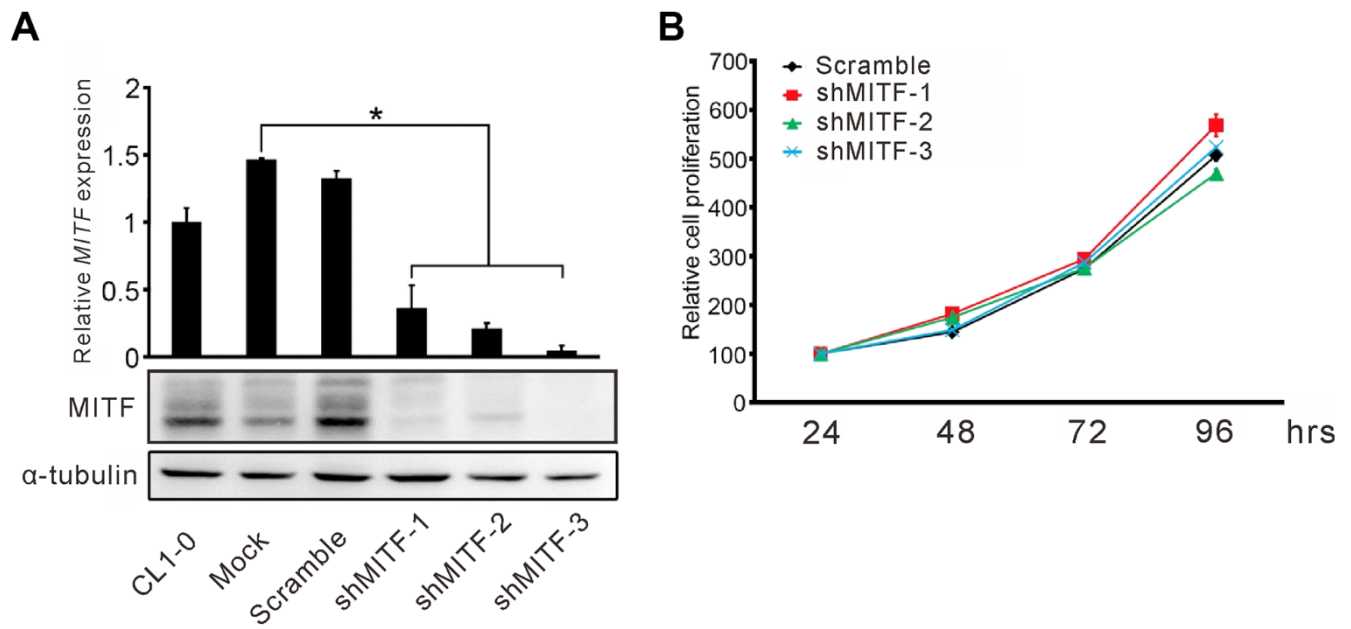 A
Relative MITF expression
2
1.5
1
0.5
0
*
MITF
α-tubulin
CL1-0
Mock
Scramble
shMITF-1
shMITF-2
shMITF-3
B
Relative cell proliferation
700
600
500
400
300
200
100
0
Scramble
shMITF-1
shMITF-2
shMITF-3
24 48 72 96 hrs